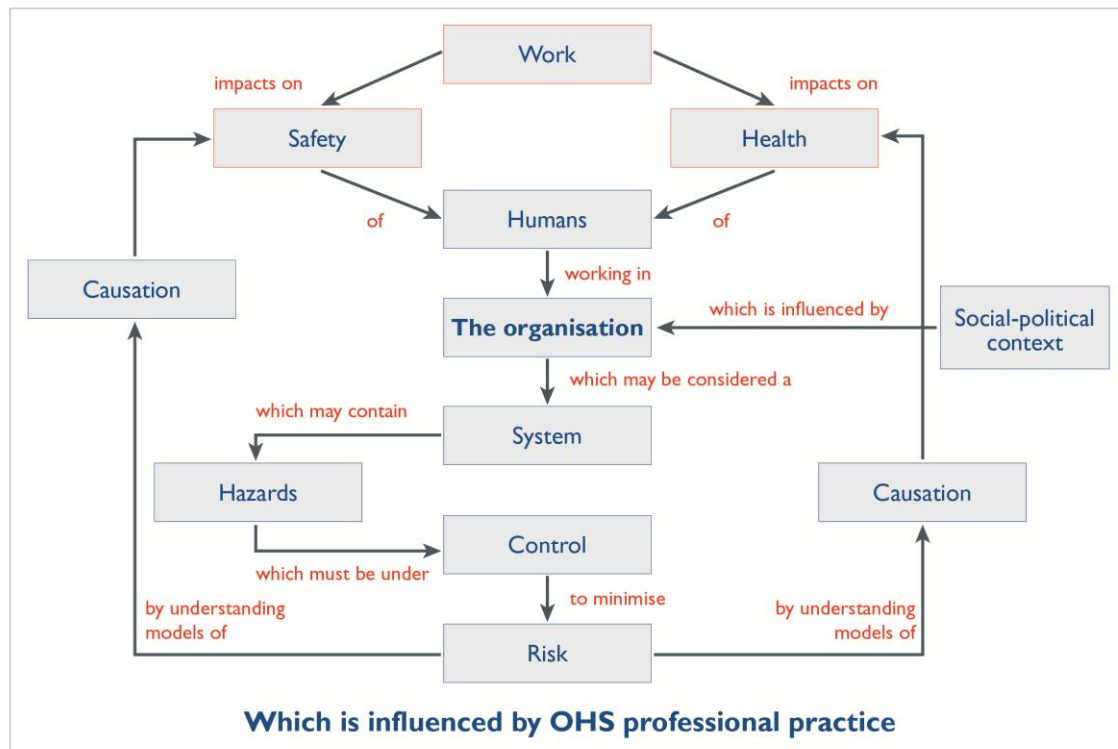 Work
impacts on
impacts on
Safety
Health
of
Humans
of
working in
Causation
The organisation
which is influenced by
Social-political
context
which may be considered a
which may contain
System
Hazards
Causation
Control
which must be under
to minimise
by understanding
models of
by understanding
models of
Risk
Which is influenced by OHS professional practice